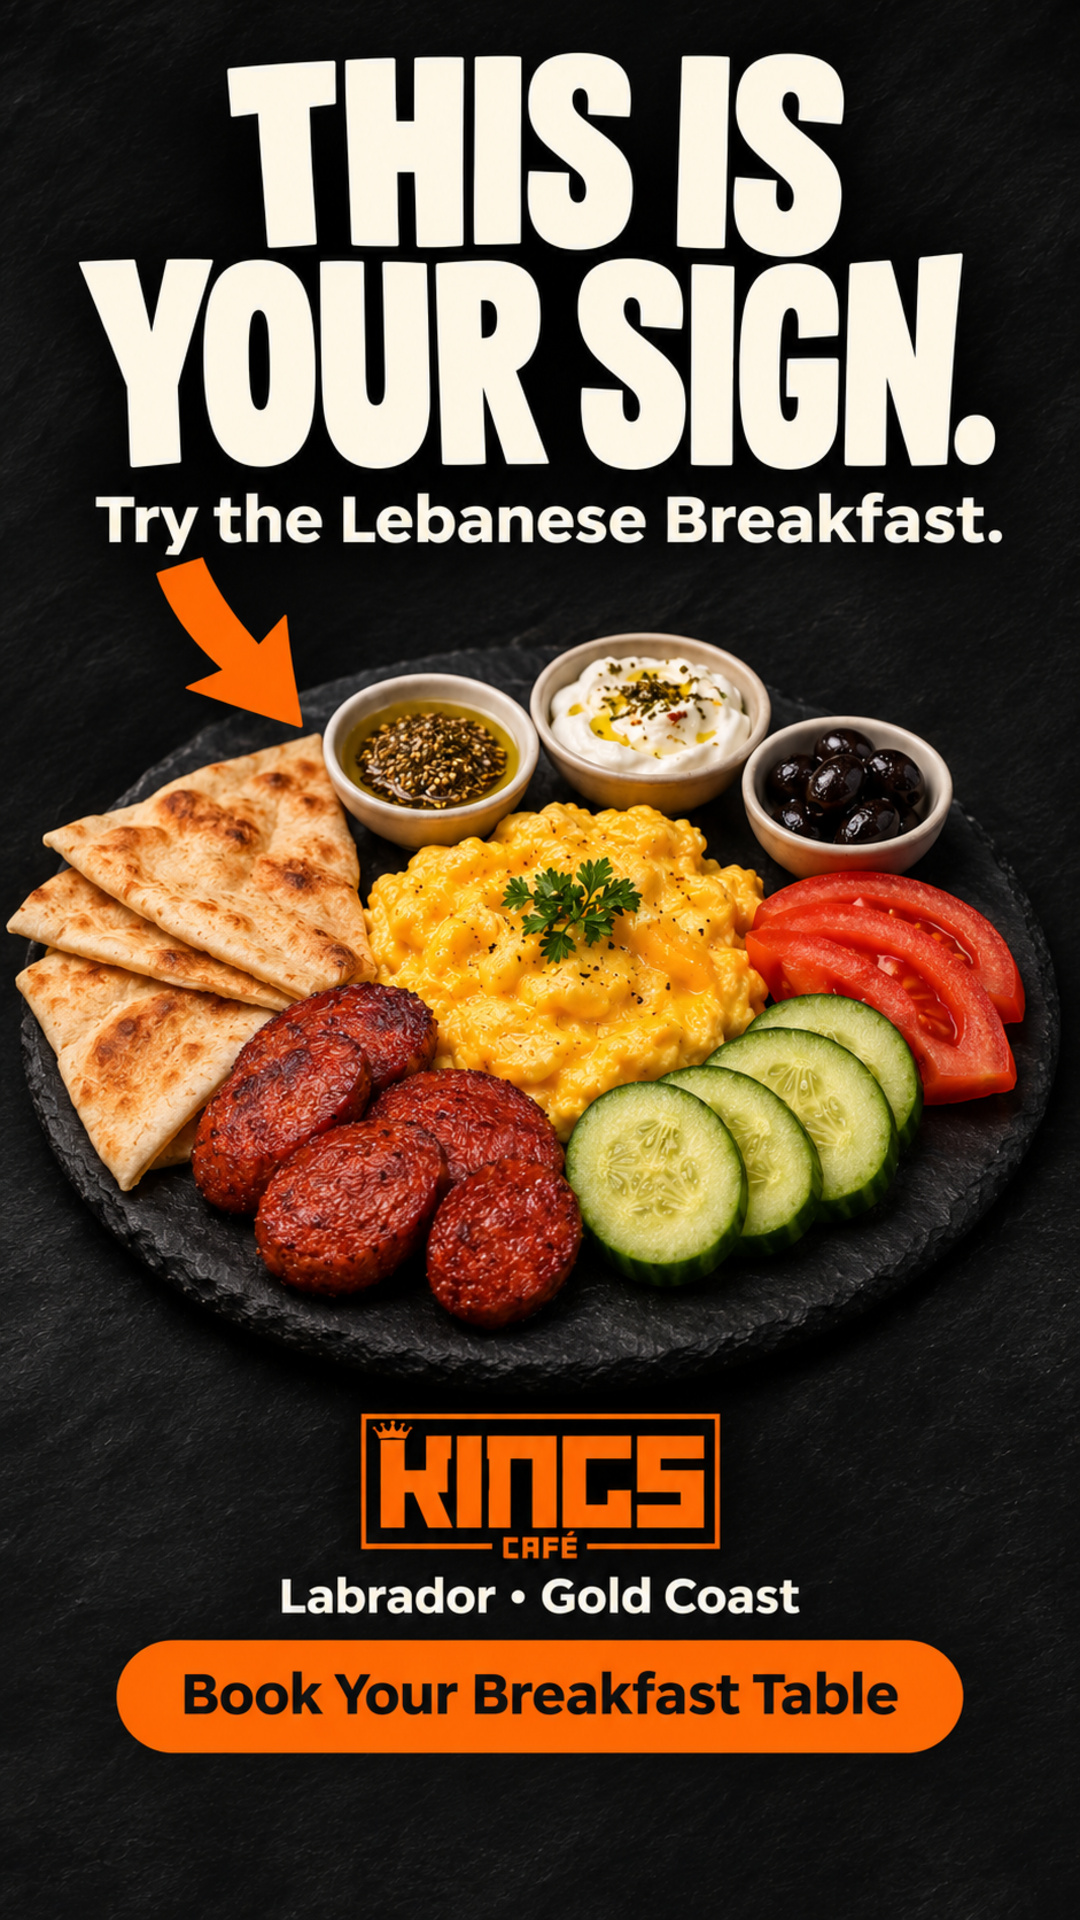 THIS IS
YOUR SIGN.
Try the Lebanese Breakfast.
KINGS
CAFÉ
Labrador • Gold Coast
Book Your Breakfast Table